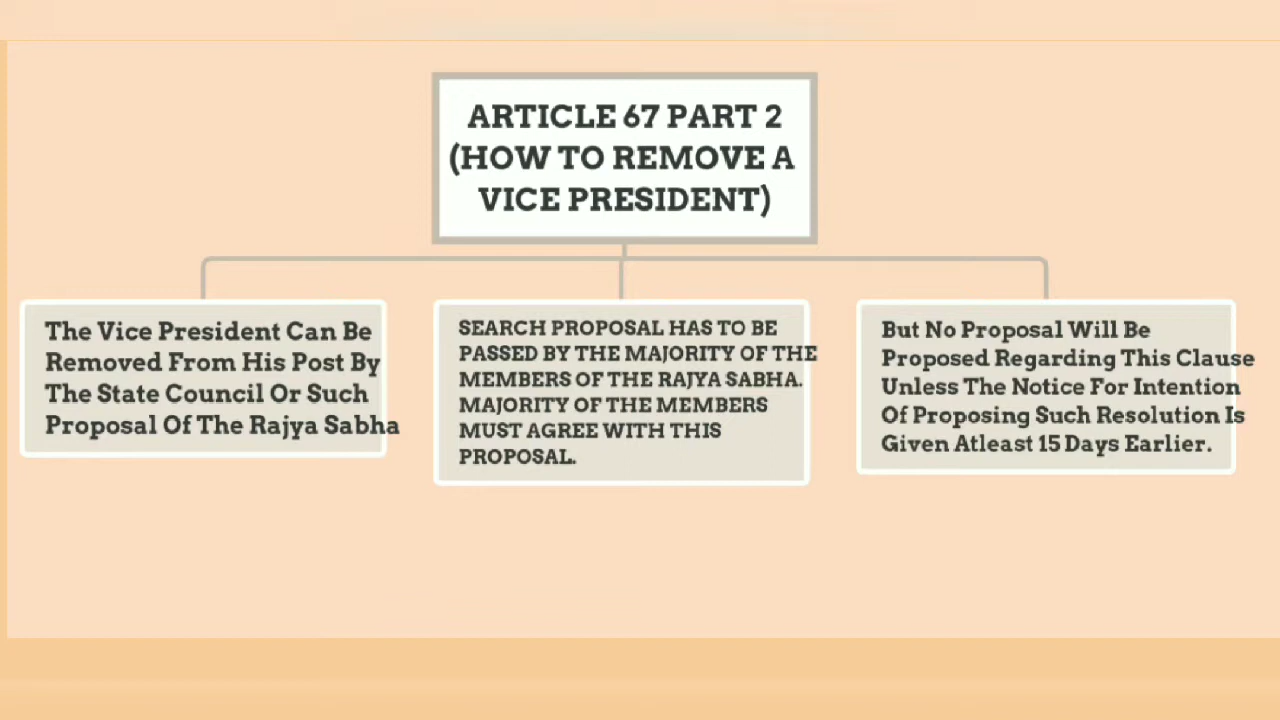 ARTICLE 67 PART 2
(HOW TO REMOVE A
VICE PRESIDENT)
The Vice President Can Be
Removed From His Post By
The State Council Or Such
Proposal Of The Rajya Sabha
SEARCH PROPOSAL HAS TO BE
PASSED BY THE MAJORITY OF THE
MEMBERS OF THE RAJYA SABHA.
MAJORITY OF THE MEMBERS
MUST AGREE WITH THIS
PROPOSAL.
But No Proposal Will Be
Proposed Regarding This Clause
Unless The Notice For Intention
Of Proposing Such Resolution Is
Given Atleast 15 Days Earlier.